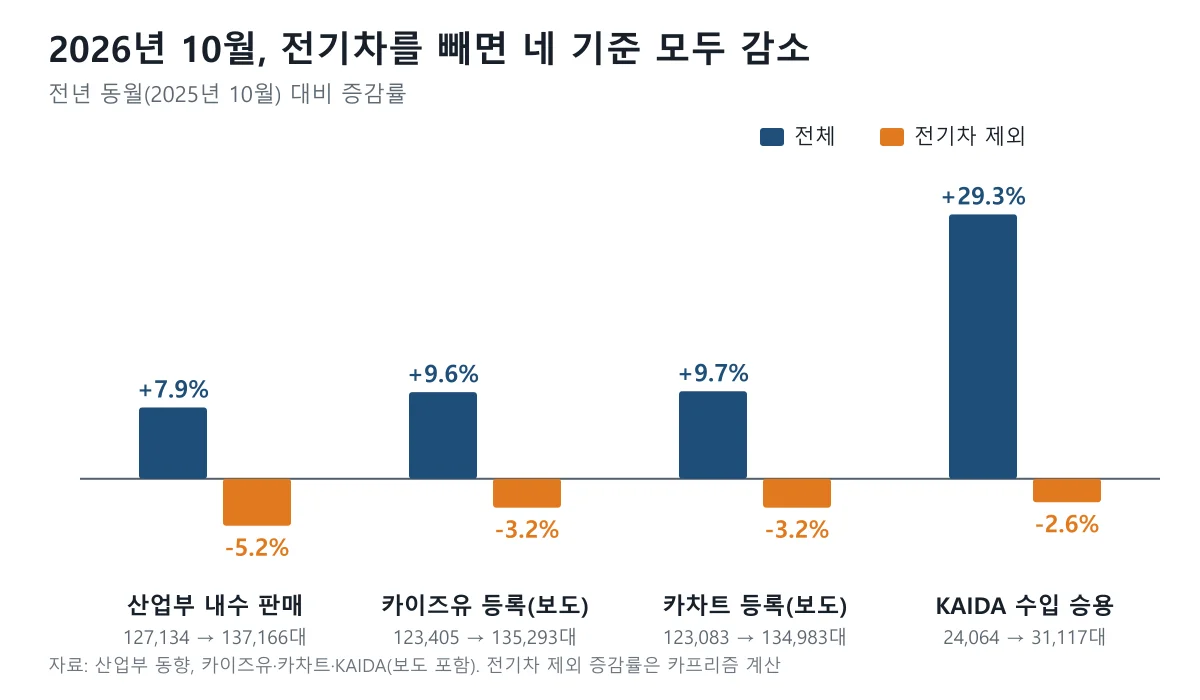 2026년 10월, 전기차를 빼면 네 기준 모두 감소
전년 동월(2025년 10월) 대비 증감률
전체 전기차 제외
+7.9% +9.6% +9.7% +29.3%
-5.2% -3.2% -3.2% -2.6%
산업부 내수 판매 카이즈유 등록(보도) 카차트 등록(보도) KAIDA 수입 승용
127,134 → 137,166대 123,405 → 135,293대 123,083 → 134,983대 24,064 → 31,117대
자료: 산업부 동향, 카이즈유·카차트·KAIDA(보도 포함). 전기차 제외 증감률은 카프리즘 계산